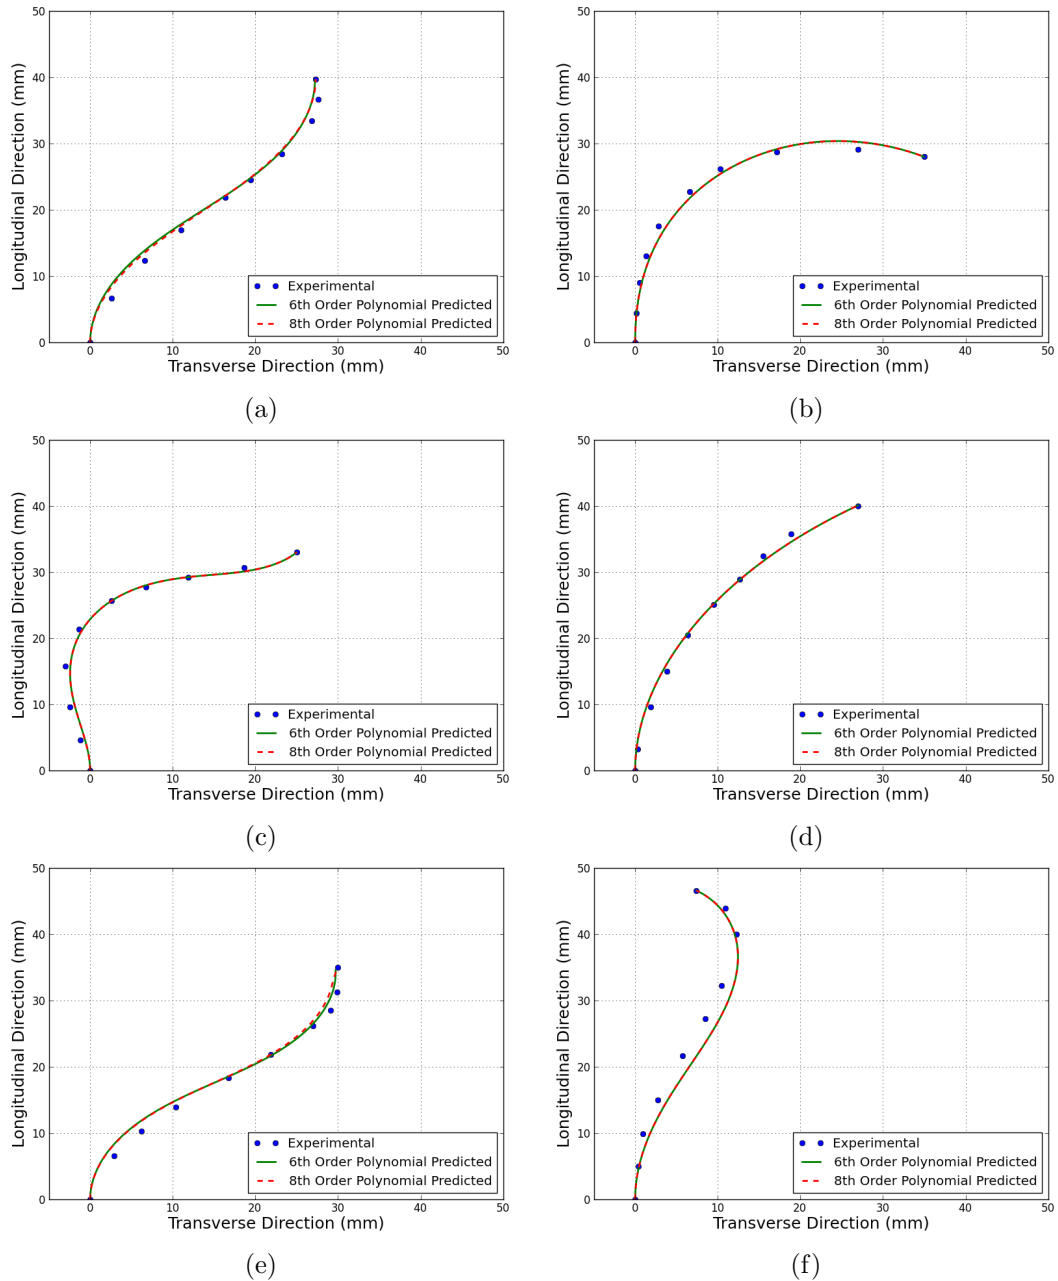 50
40
30
20
10
0
Longitudinal Direction (mm)
Experimental
6th Order Polynomial Predicted
8th Order Polynomial Predicted
0 10 20 30 40 50
Transverse Direction (mm)
(a)
50
40
30
20
10
0
Longitudinal Direction (mm)
Experimental
6th Order Polynomial Predicted
8th Order Polynomial Predicted
0 10 20 30 40 50
Transverse Direction (mm)
(b)
50
40
30
20
10
0
Longitudinal Direction (mm)
Experimental
6th Order Polynomial Predicted
8th Order Polynomial Predicted
0 10 20 30 40 50
Transverse Direction (mm)
(c)
50
40
30
20
10
0
Longitudinal Direction (mm)
Experimental
6th Order Polynomial Predicted
8th Order Polynomial Predicted
0 10 20 30 40 50
Transverse Direction (mm)
(d)
50
40
30
20
10
0
Longitudinal Direction (mm)
Experimental
6th Order Polynomial Predicted
8th Order Polynomial Predicted
0 10 20 30 40 50
Transverse Direction (mm)
(e)
50
40
30
20
10
0
Longitudinal Direction (mm)
Experimental
6th Order Polynomial Predicted
8th Order Polynomial Predicted
0 10 20 30 40 50
Transverse Direction (mm)
(f)